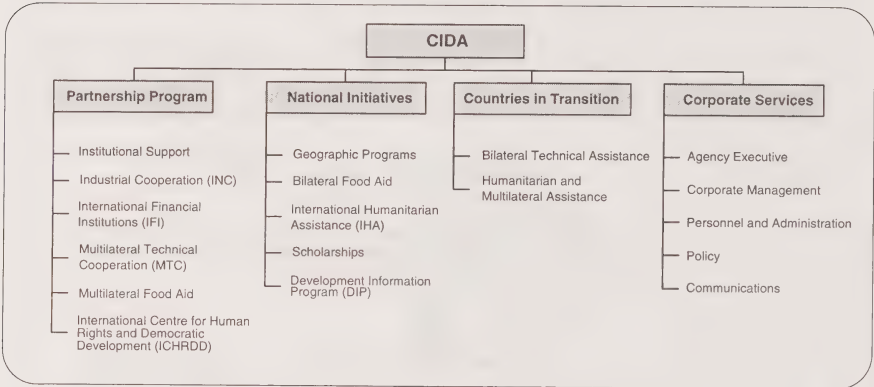 CIDA
Partnership Program
Institutional Support
Industrial Cooperation (INC)
International Financial
Institutions (IFI)
Multilateral Technical
Cooperation (MTC)
Multilateral Food Aid
International Centre for Human
Rights and Democratic
Development (ICHRDD)
National Initiatives
Geographic Programs
Bilateral Food Aid
International Humanitarian
Assistance (IHA)
Scholarships
Development Information
Program (DIP)
Countries in Transition
Bilateral Technical Assistance
Humanitarian and
Multilateral Assistance
Corporate Services
Agency Executive
Corporate Management
Personnel and Administration
Policy
Communications